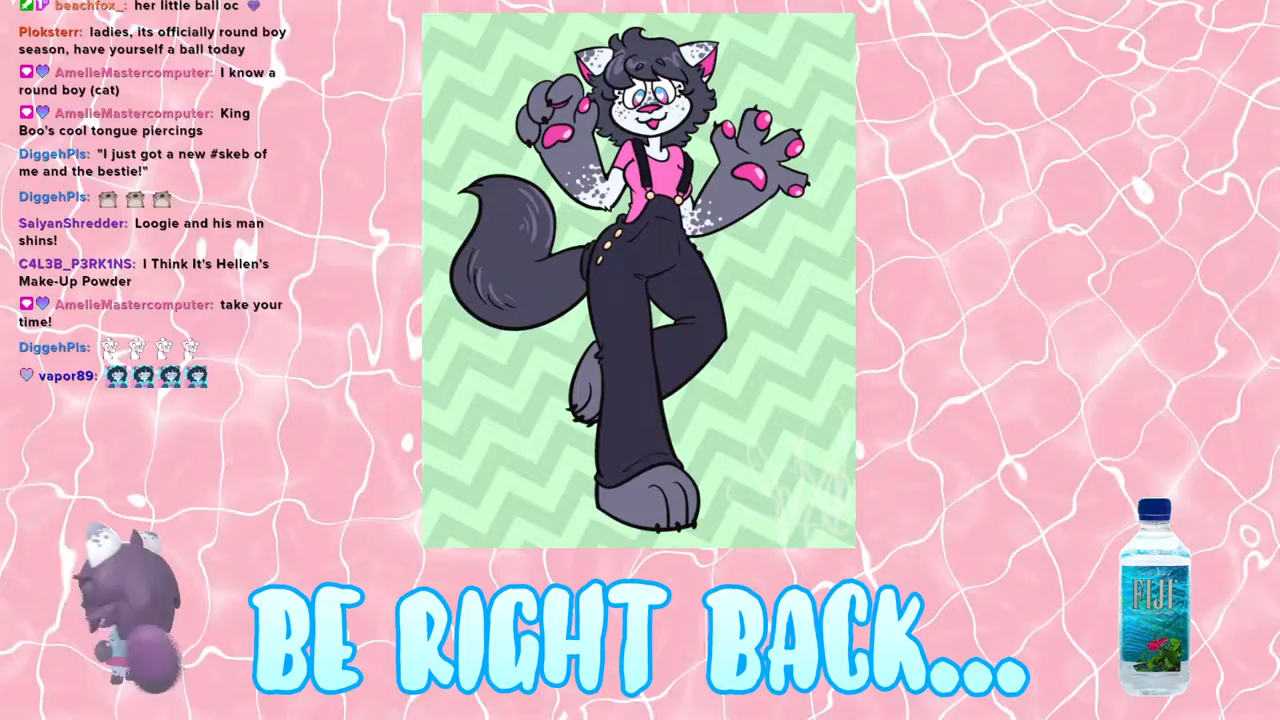 beachfox_: her little ball oc
Ploksterr: ladies, its officially round boy
season, have yourself a ball today
AmelieMastercomputer: I know a
round boy (cat)
AmelieMastercomputer: King
Boo's cool tongue piercings
DiggehPls: "I just got a new #skeb of
me and the bestie!"
DiggehPls:
SaiyanShredder: Loogie and his man
shins!
C4L3B_P3RK1NS: I Think It's Hellen's
Make-Up Powder
AmelieMastercomputer: take your
time!
DiggehPls:
vapor89:
FIJI
BE RIGHT BACK...